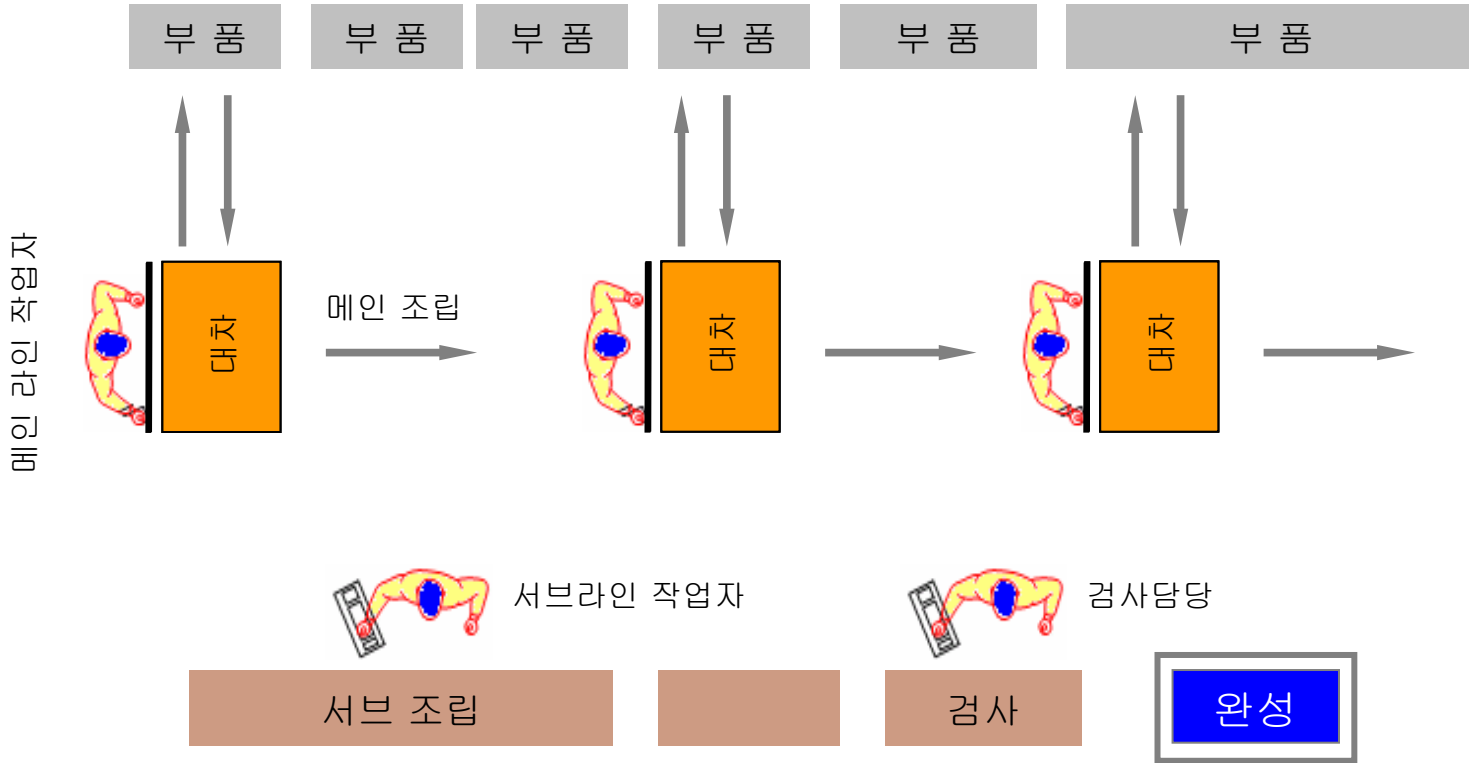 부 품
부 품
부 품
부 품
부 품
부 품
메인 라인 작업자
대차
메인 조립
대차
대차
서브라인 작업자
검사담당
서브 조립
검사
완성